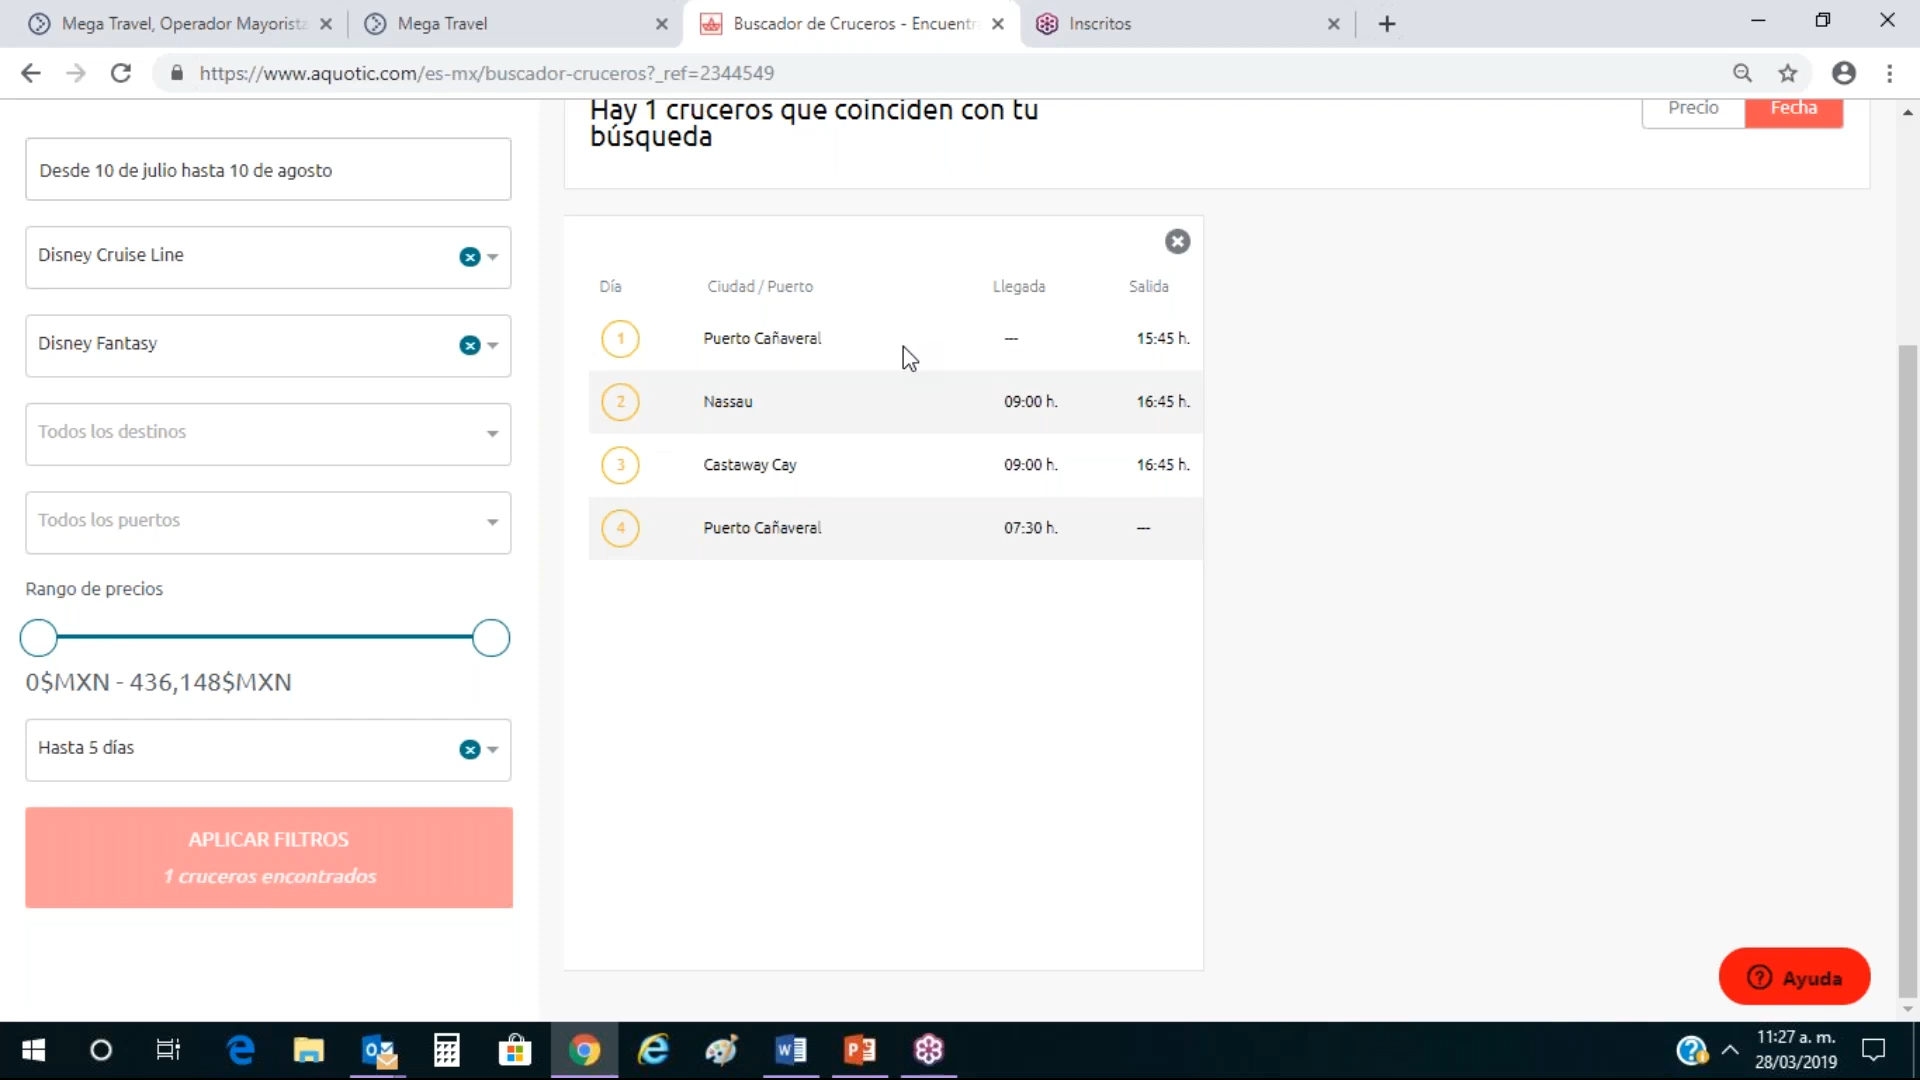 Mega Travel, Operador Mayorista
Mega Travel
Buscador de Cruceros - Encuentr
Inscritos
https://www.aquotic.com/es-mx/buscador-cruceros?_ref=2344549
Hay 1 cruceros que coinciden con tu
búsqueda
Precio
Fecha
Desde 10 de julio hasta 10 de agosto
Disney Cruise Line
Disney Fantasy
Todos los destinos
Todos los puertos
Rango de precios
0$MXN - 436,148$MXN
Hasta 5 días
APLICAR FILTROS
1 cruceros encontrados
Día Ciudad / Puerto Llegada Salida
1 Puerto Cañaveral --- 15:45 h.
2 Nassau 09:00 h. 16:45 h.
3 Castaway Cay 09:00 h. 16:45 h.
4 Puerto Cañaveral 07:30 h. ---
Ayuda
11:27 a. m.
28/03/2019